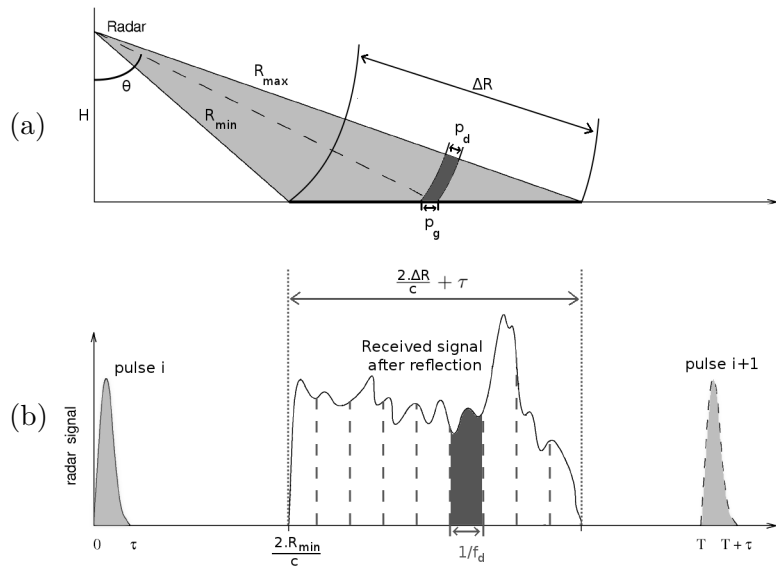 (a)
Radar
θ
H
R_max
R_min
ΔR
p_d
p_g
(b)
2.ΔR/c + τ
Received signal
after reflection
pulse i
pulse i+1
radar signal
0
τ
2.R_min/c
1/f_d
T
T + τ